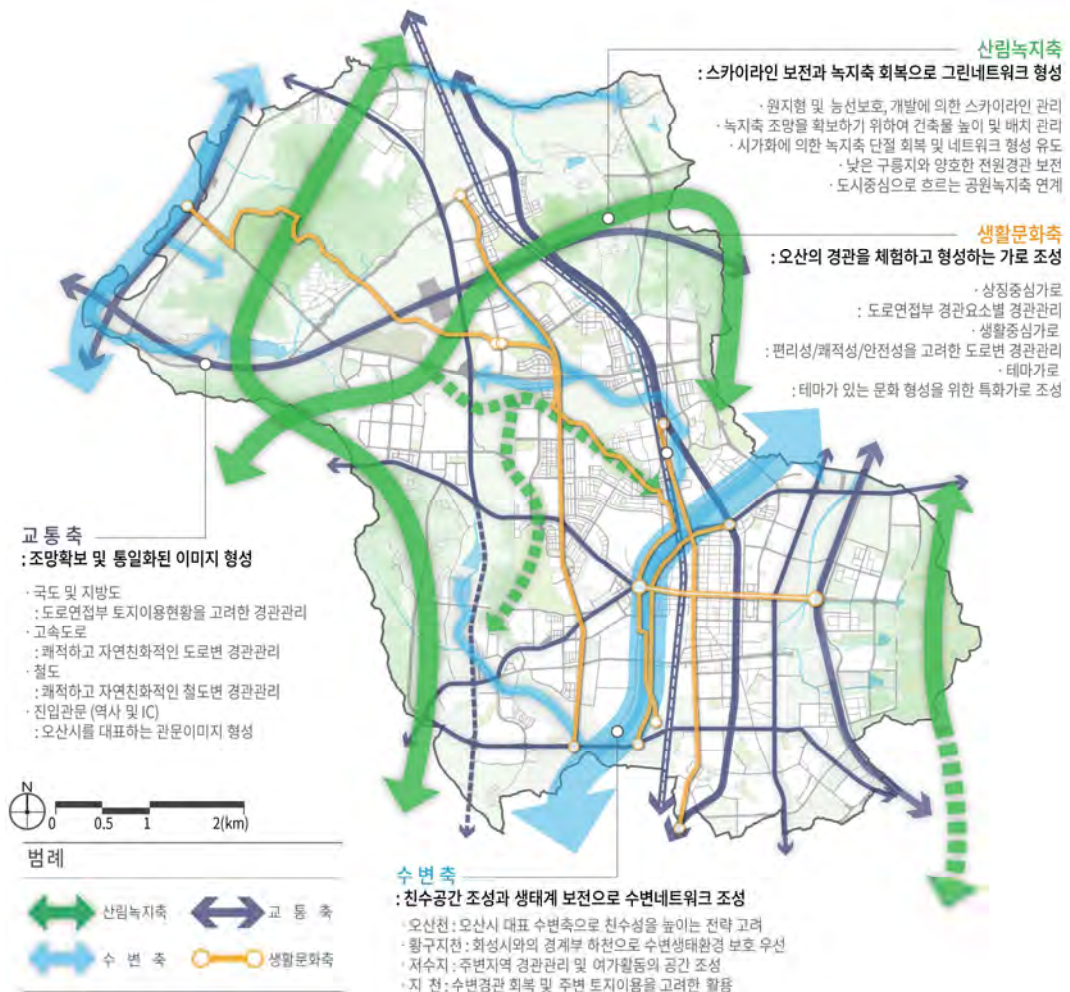 산림녹지축
: 스카이라인 보전과 녹지축 회복으로 그린네트워크 형성
· 원지형 및 능선보호, 개발에 의한 스카이라인 관리
· 녹지축 조망을 확보하기 위하여 건축물 높이 및 배치 관리
· 시가화에 의한 녹지축 단절 회복 및 네트워크 형성 유도
· 낮은 구릉지와 양호한 전원경관 보전
· 도시중심으로 흐르는 공원녹지축 연계
생활문화축
: 오산의 경관을 체험하고 형성하는 가로 조성
· 상징중심가로
: 도로연접부 경관요소별 경관관리
· 생활중심가로
: 편리성/쾌적성/안전성을 고려한 도로변 경관관리
· 테마가로
: 테마가 있는 문화 형성을 위한 특화가로 조성
교통축
: 조망확보 및 통일화된 이미지 형성
· 국도 및 지방도
: 도로연접부 토지이용현황을 고려한 경관관리
· 고속도로
: 쾌적하고 자연친화적인 도로변 경관관리
· 철도
: 쾌적하고 자연친화적인 철도변 경관관리
· 진입관문 (역사 및 IC)
: 오산시를 대표하는 관문이미지 형성
N
0 0.5 1 2(km)
범례
산림녹지축 교 통 축
수 변 축 생활문화축
수 변 축
: 친수공간 조성과 생태계 보전으로 수변네트워크 조성
· 오산천 : 오산시 대표 수변축으로 친수성을 높이는 전략 고려
· 황구지천 : 화성시와의 경계부 하천으로 수변생태환경 보호 우선
· 저수지 : 주변지역 경관관리 및 여가활동의 공간 조성
· 지 천 : 수변경관 회복 및 주변 토지이용을 고려한 활용